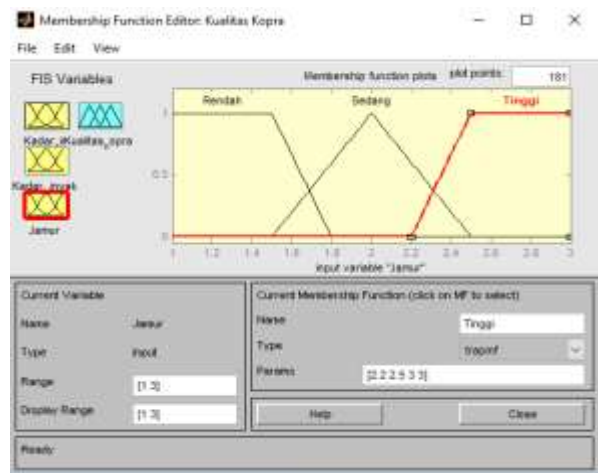 Membership Function Editor: Kualitas Kopra
File Edit View
FIS Variables
Membership function plots plot points: 181
Rendah Sedang Tinggi
1
0.5
0
1 1.2 1.4 1.6 1.8 2 2.2 2.4 2.6 2.8 3
input variable "Jamur"
Jamur
Current Variable
Name Jamur
Type input
Range [1 3]
Display Range [1 3]
Current Membership Function (click on MF to select)
Name Tinggi
Type trapmf
Params [2.2 2.5 3 3]
Help Close
Ready